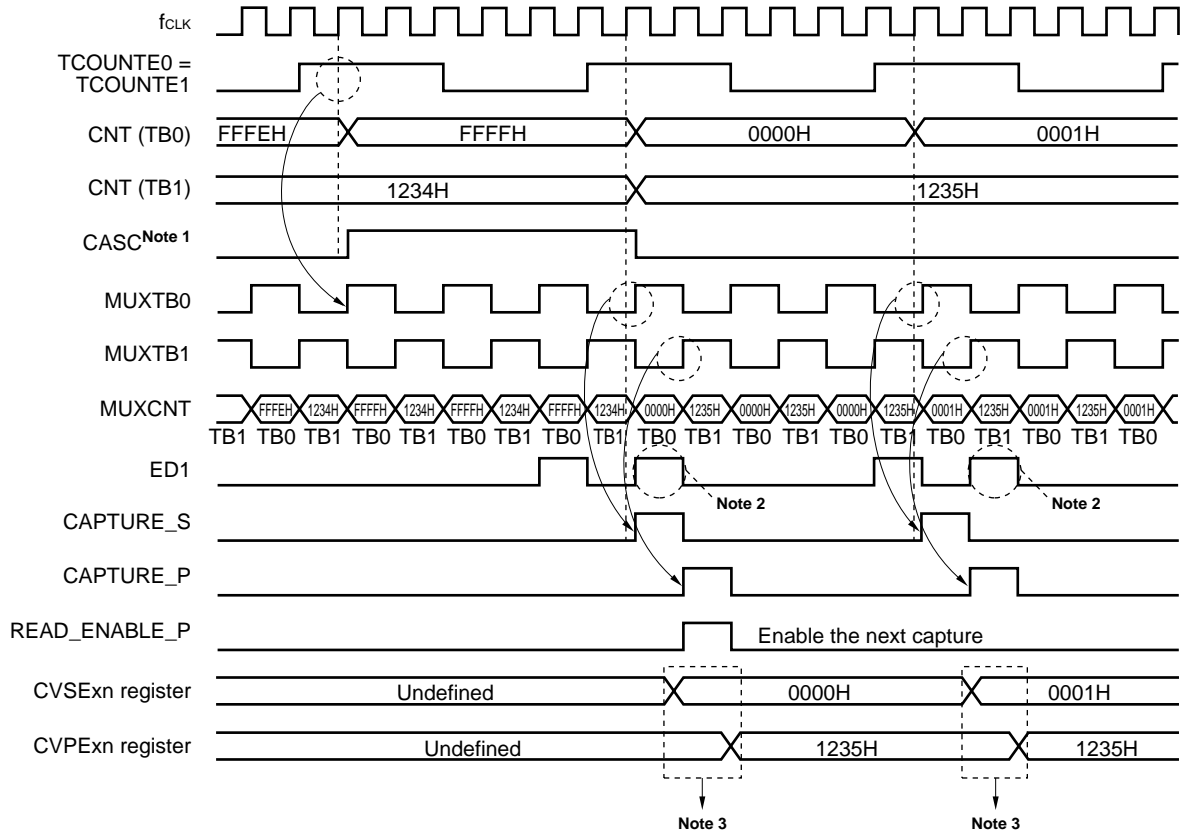 fCLK
TCOUNTE0 =
TCOUNTE1
CNT (TB0) FFFEH FFFFH 0000H 0001H
CNT (TB1) 1234H 1235H
CASC Note 1
MUXTB0
MUXTB1
MUXCNT FFFEH 1234H FFFFH 1234H FFFFH 1234H FFFFH 1234H 0000H 1235H 0000H 1235H 0000H 1235H 0001H 1235H 0001H 1235H 0001H
TB1 TB0 TB1 TB0 TB1 TB0 TB1 TB0 TB1 TB0 TB1 TB0 TB1 TB0 TB1 TB0 TB1 TB0 TB1 TB0
ED1
Note 2 Note 2
CAPTURE_S
CAPTURE_P
READ_ENABLE_P Enable the next capture
CVSExn register Undefined 0000H 0001H
CVPExn register Undefined 1235H 1235H
Note 3 Note 3